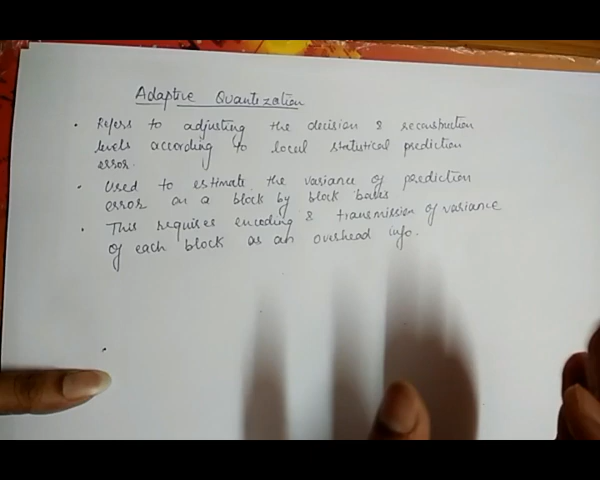 Adaptive Quantization
• Refers to adjusting the decision & reconstruction
levels according to local statistical prediction
error.
• Used to estimate the variance of prediction
error on a block by block basis
• This requires encoding & transmission of variance
of each block as an overhead info.